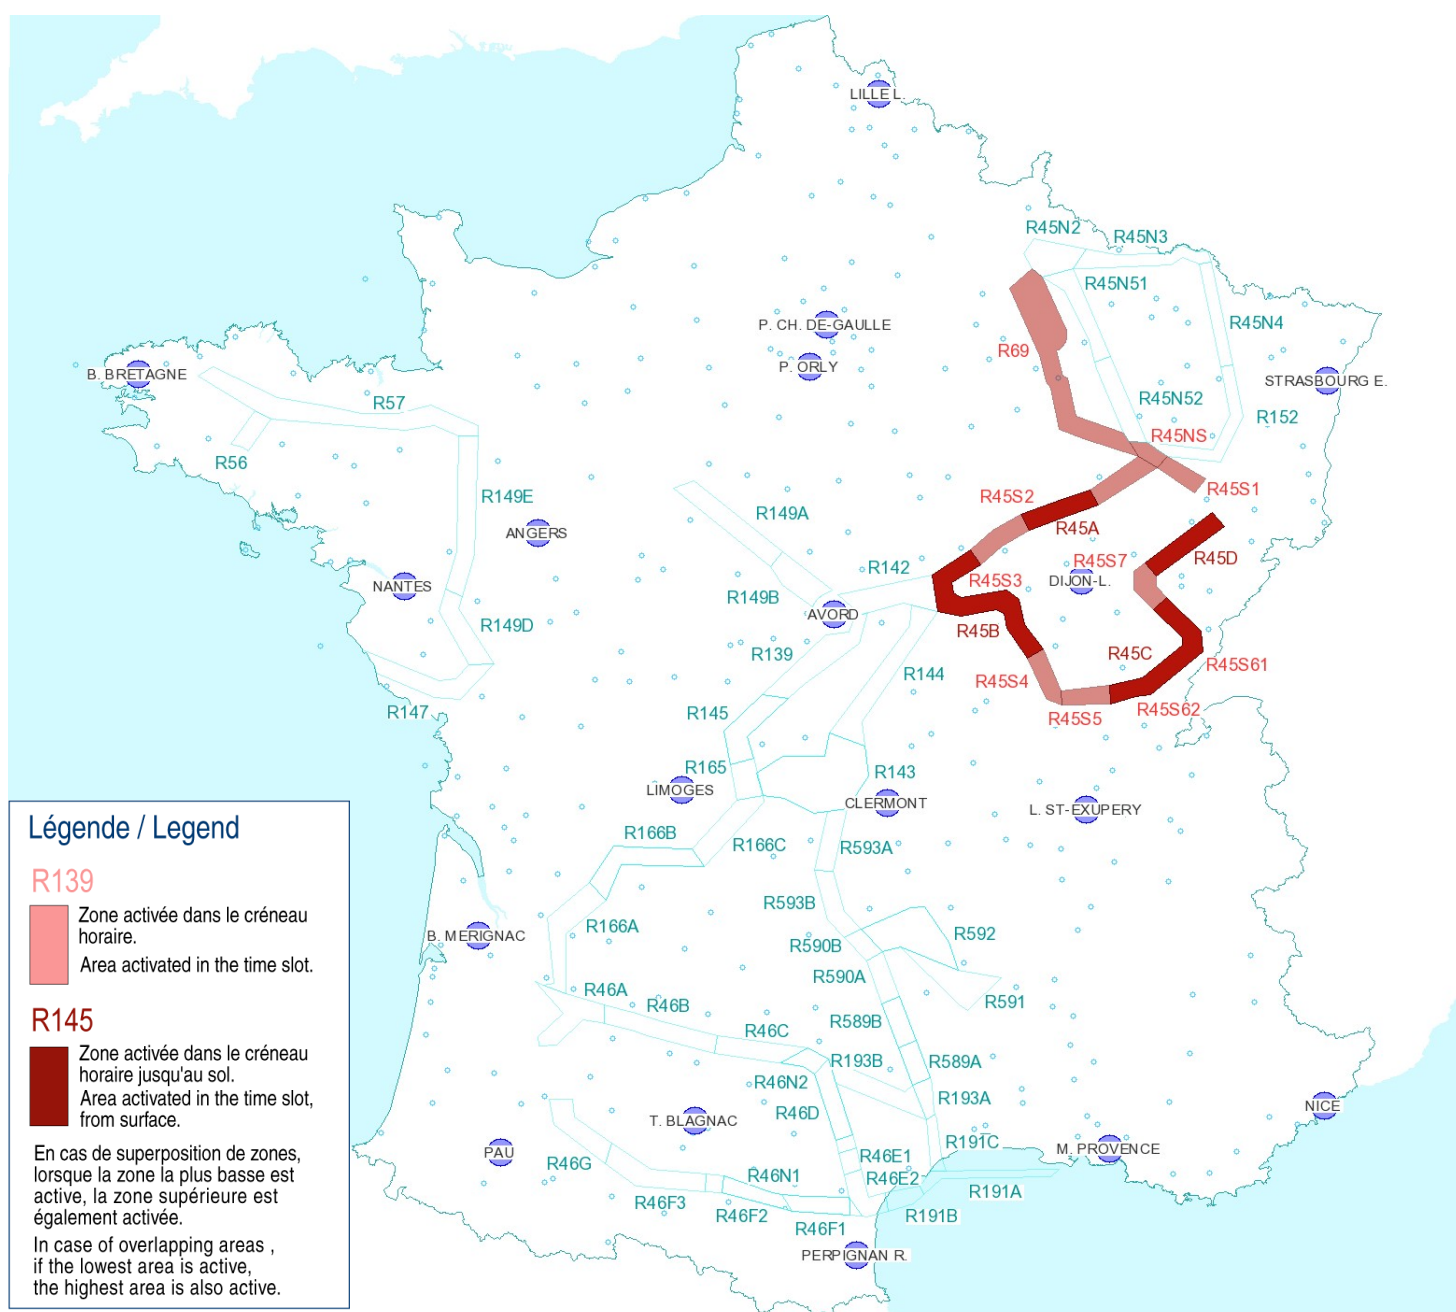 LILLE L.
R45N2
R45N3
R45N51
P. CH. DE-GAULLE
R45N4
R69
P. ORLY
B. BRETAGNE
STRASBOURG E.
R57
R45N52
R152
R45NS
R56
R149E
R45S2
R45S1
R149A
R45A
ANGERS
R45S7
R45D
R142
R45S3
DIJON-L.
NANTES
R149B
AVORD
R149D
R45B
R139
R45C
R45S61
R144
R45S4
R147
R145
R45S5
R45S62
R165
R143
LIMOGES
CLERMONT
L. ST-EXUPERY
R166B
R166C
R593A
R593B
R166A
B. MERIGNAC
R590B
R592
R590A
R46A
R46B
R591
R46C
R589B
R193B
R589A
R46N2
R193A
R46D
NICE
T. BLAGNAC
R191C
M. PROVENCE
PAU
R46G
R46E1
R46N1
R46E2
R191A
R46F3
R46F2
R191B
R46F1
PERPIGNAN R.
Légende / Legend
R139
Zone activée dans le créneau
horaire.
Area activated in the time slot.
R145
Zone activée dans le créneau
horaire jusqu'au sol.
Area activated in the time slot,
from surface.
En cas de superposition de zones,
lorsque la zone la plus basse est
active, la zone supérieure est
également activée.
In case of overlapping areas ,
if the lowest area is active,
the highest area is also active.